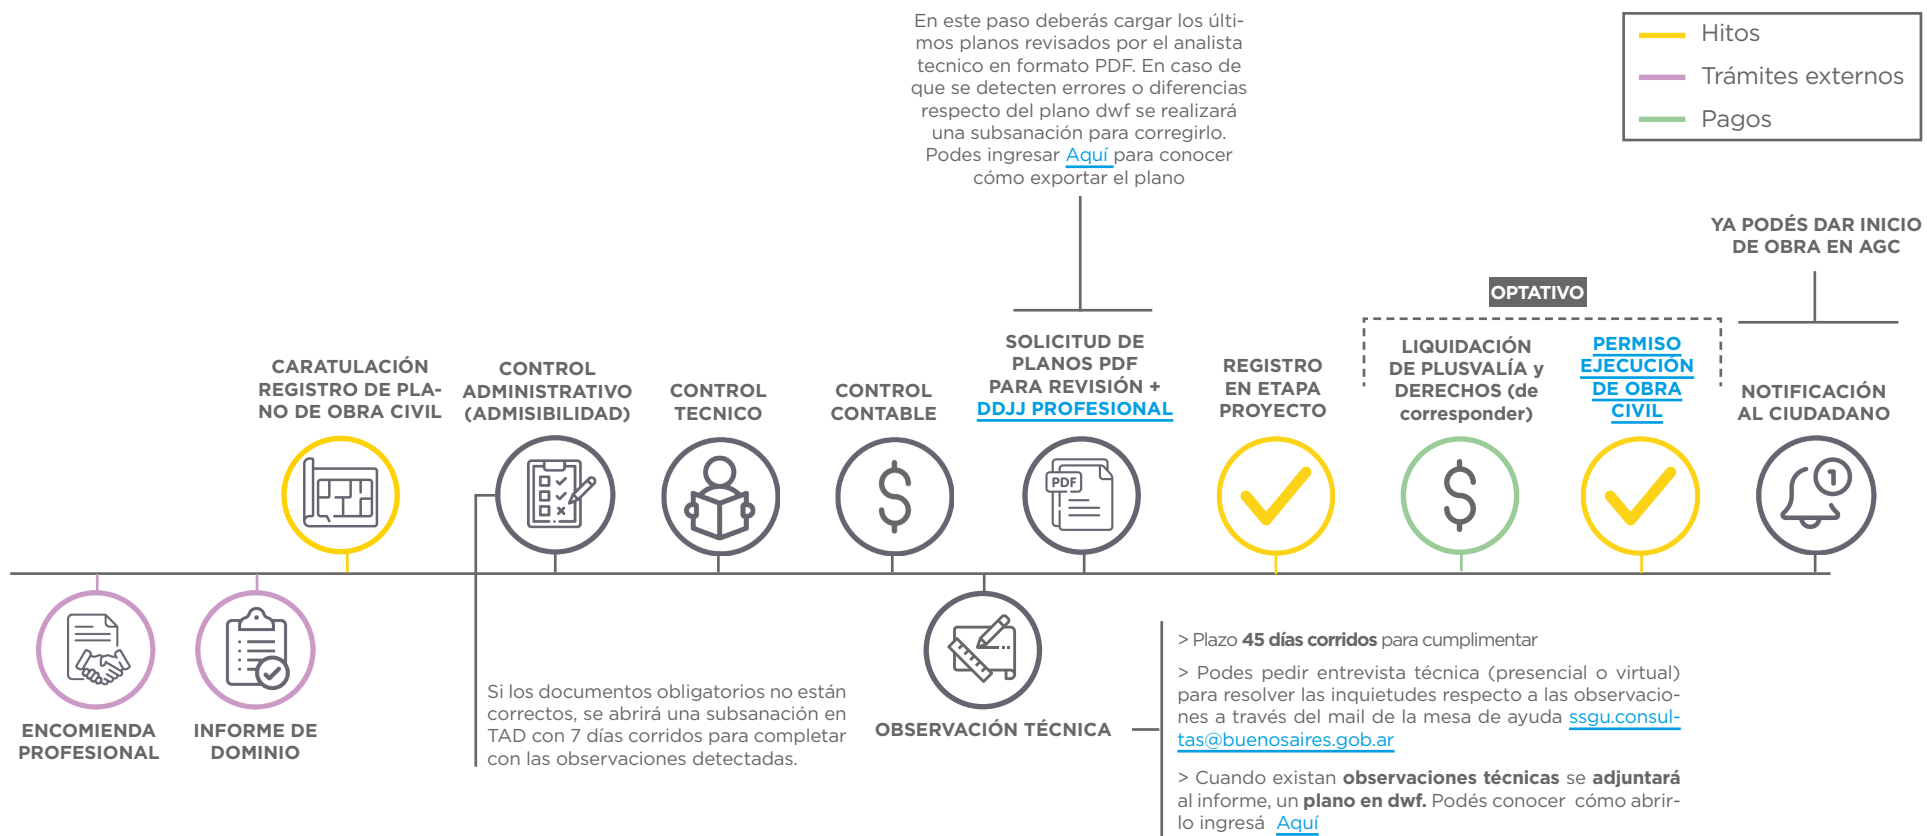 En este paso deberás cargar los últi-
mos planos revisados por el analista
tecnico en formato PDF. En caso de
que se detecten errores o diferencias
respecto del plano dwf se realizará
una subsanación para corregirlo.
Podes ingresar Aquí para conocer
cómo exportar el plano
Hitos
Trámites externos
Pagos
YA PODÉS DAR INICIO
DE OBRA EN AGC
OPTATIVO
CARATULACIÓN
REGISTRO DE PLA-
NO DE OBRA CIVIL
CONTROL
ADMINISTRATIVO
(ADMISIBILIDAD)
CONTROL
TECNICO
CONTROL
CONTABLE
SOLICITUD DE
PLANOS PDF
PARA REVISIÓN +
DDJJ PROFESIONAL
REGISTRO
EN ETAPA
PROYECTO
LIQUIDACIÓN
DE PLUSVALÍA y
DERECHOS (de
corresponder)
PERMISO
EJECUCIÓN
DE OBRA
CIVIL
NOTIFICACIÓN
AL CIUDADANO
$
PDF
$
1
ENCOMIENDA
PROFESIONAL
INFORME DE
DOMINIO
Si los documentos obligatorios no están
correctos, se abrirá una subsanación en
TAD con 7 días corridos para completar
con las observaciones detectadas.
OBSERVACIÓN TÉCNICA
> Plazo 45 días corridos para cumplimentar
> Podes pedir entrevista técnica (presencial o virtual)
para resolver las inquietudes respecto a las observacio-
nes a través del mail de la mesa de ayuda ssgu.consul-
tas@buenosaires.gob.ar
> Cuando existan observaciones técnicas se adjuntará
al informe, un plano en dwf. Podés conocer cómo abrir-
lo ingresá Aquí